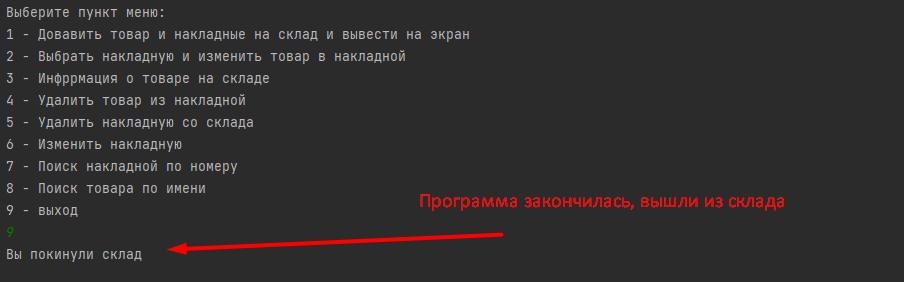 Выберите пункт меню:
1 - Довавить товар и накладные на склад и вывести на экран
2 - Выбрать накладную и изменить товар в накладной
3 - Инфррмация о товаре на складе
4 - Удалить товар из накладной
5 - Удалить накладную со склада
6 - Изменить накладную
7 - Поиск накладной по номеру
8 - Поиск товара по имени
9 - выход
Программа закончилась, вышли из склада
9
Вы покинули склад